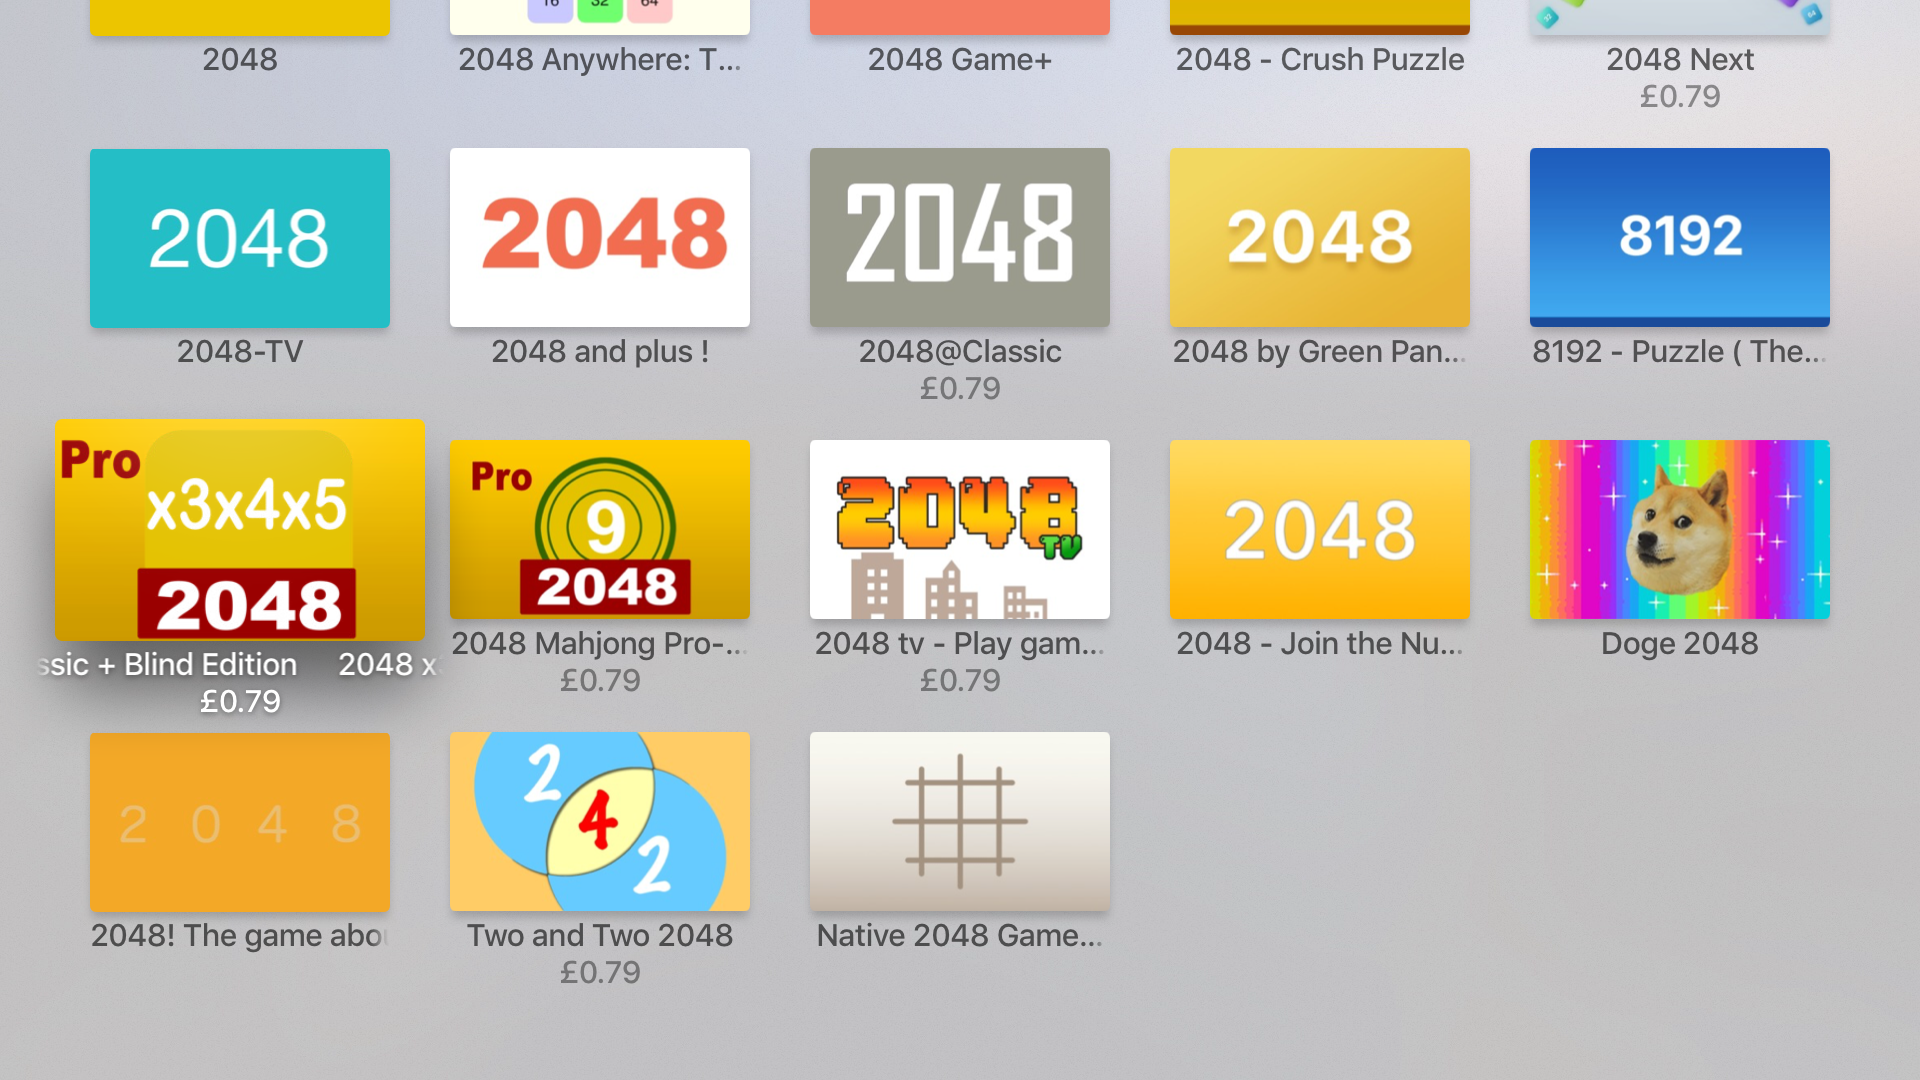 16 32 64
32
64
2048
2048 Anywhere: T...
2048 Game+
2048 - Crush Puzzle
2048 Next
£0.79
2048
2048
2048
2048
8192
2048-TV
2048 and plus !
2048@Classic
£0.79
2048 by Green Pan...
8192 - Puzzle ( The...
Pro
x3x4x5
2048
Pro
9
2048
2048
TV
2048
ssic + Blind Edition 2048 x
£0.79
2048 Mahjong Pro-...
£0.79
2048 tv - Play gam...
£0.79
2048 - Join the Nu...
Doge 2048
2 0 4 8
2
4
2
2048! The game abo
Two and Two 2048
£0.79
Native 2048 Game...